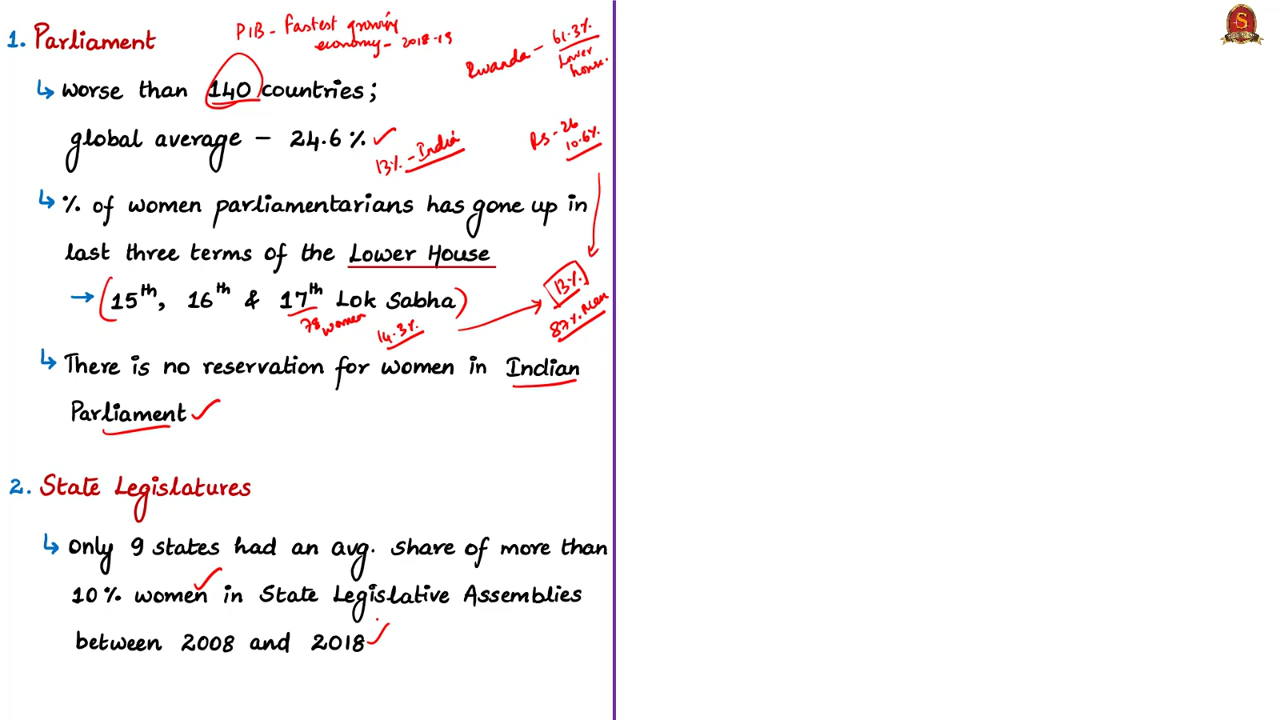 PIB - Fastest growing
economy - 2018-19
1. Parliament
Rwanda - 61.3%
Lower
house.
↳ Worse than 140 countries;
global average - 24.6%
13% - India
RS - 26
10.6%
↳ % of women parliamentarians has gone up in
last three terms of the Lower House
→ (15th, 16th & 17th Lok Sabha)
78 women
14.3%
13%
87% Men
↳ There is no reservation for women in Indian
Parliament
2. State Legislatures
↳ Only 9 states had an avg. share of more than
10% women in State Legislative Assemblies
between 2008 and 2018
S